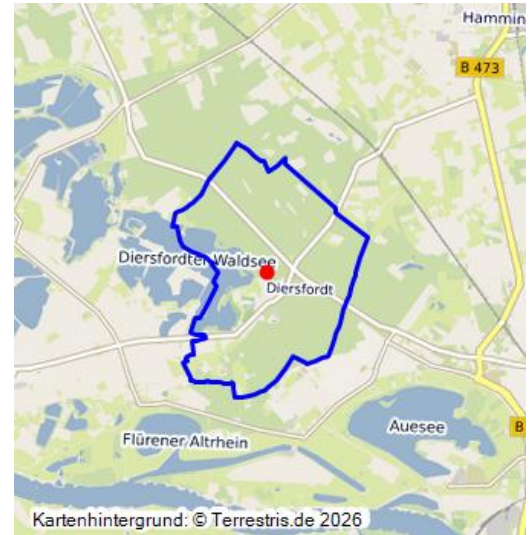 Hammin
B 473
Diersfordter Waldsee
Diersfordt
Auesee
B
Flürener Altrhein
Kartenhintergrund: © Terrestris.de 2026